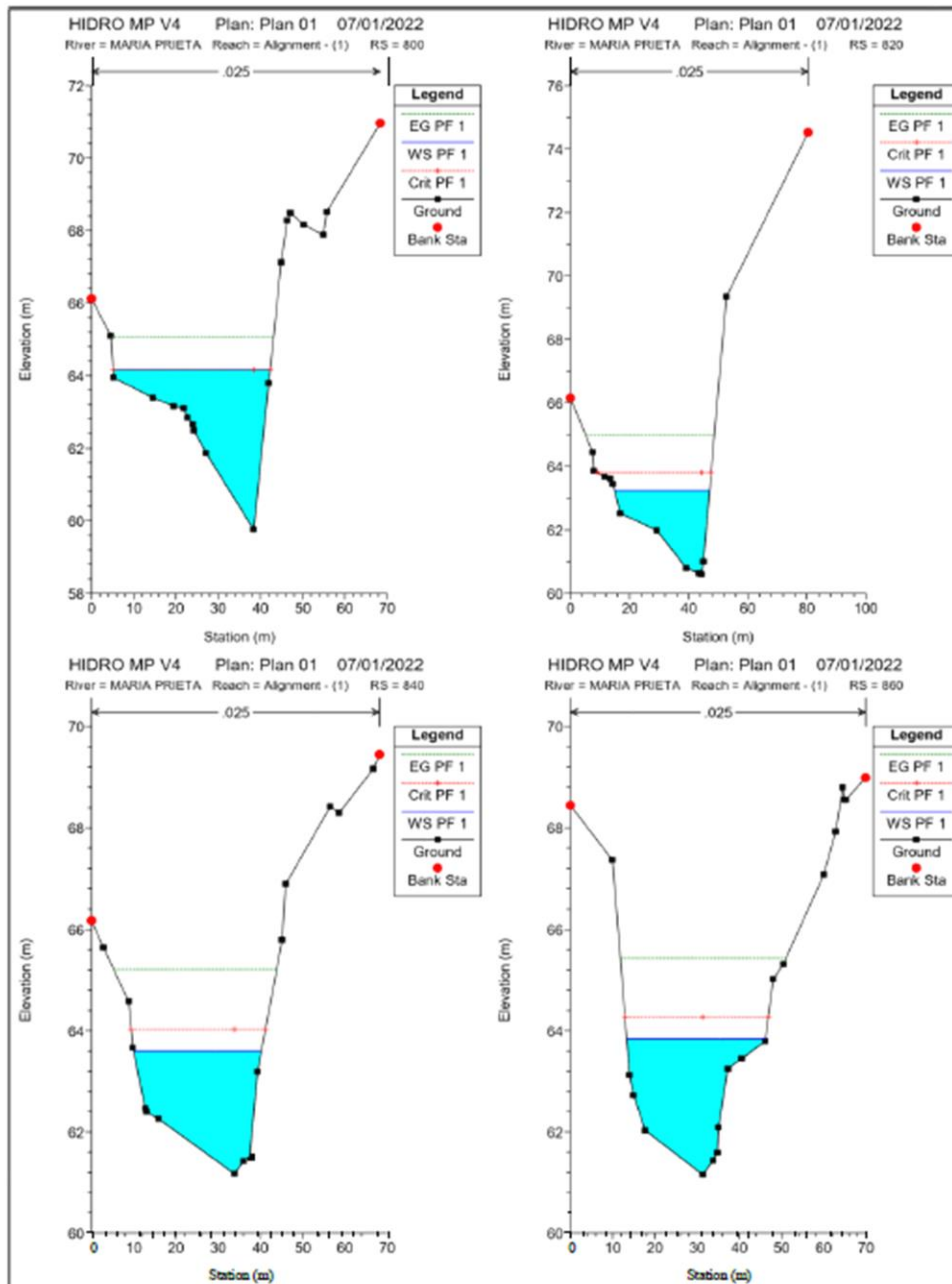 HIDRO MP V4 Plan: Plan 01 07/01/2022
River = MARIA PRIETA Reach = Alignment - (1) RS = 800
.025
Legend
EG PF 1
WS PF 1
Crit PF 1
Ground
Bank Sta
72
70
68
66
64
62
60
58
Elevation (m)
0 10 20 30 40 50 60 70
Station (m)
HIDRO MP V4 Plan: Plan 01 07/01/2022
River = MARIA PRIETA Reach = Alignment - (1) RS = 820
.025
Legend
EG PF 1
Crit PF 1
WS PF 1
Ground
Bank Sta
76
74
72
70
68
66
64
62
60
Elevation (m)
0 20 40 60 80 100
Station (m)
HIDRO MP V4 Plan: Plan 01 07/01/2022
River = MARIA PRIETA Reach = Alignment - (1) RS = 840
.025
Legend
EG PF 1
Crit PF 1
WS PF 1
Ground
Bank Sta
70
68
66
64
62
60
Elevation (m)
0 10 20 30 40 50 60 70
Station (m)
HIDRO MP V4 Plan: Plan 01 07/01/2022
River = MARIA PRIETA Reach = Alignment - (1) RS = 860
.025
Legend
EG PF 1
Crit PF 1
WS PF 1
Ground
Bank Sta
70
68
66
64
62
60
Elevation (m)
0 10 20 30 40 50 60 70
Station (m)